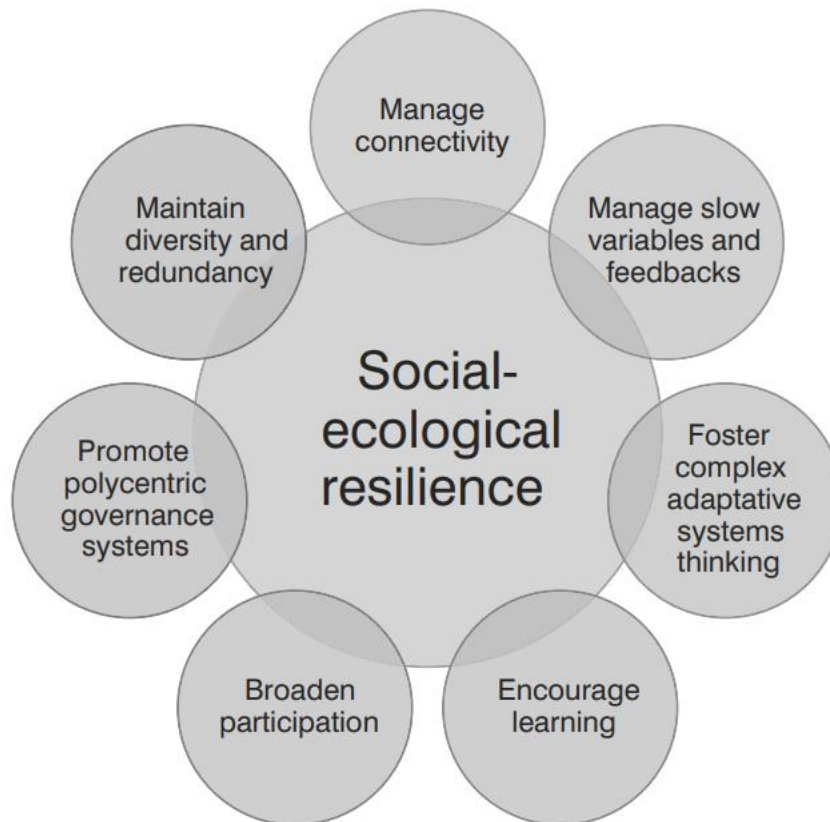 Manage
connectivity
Maintain
diversity and
redundancy
Manage slow
variables and
feedbacks
Social-
ecological
resilience
Promote
polycentric
governance
systems
Foster
complex
adaptative
systems
thinking
Broaden
participation
Encourage
learning